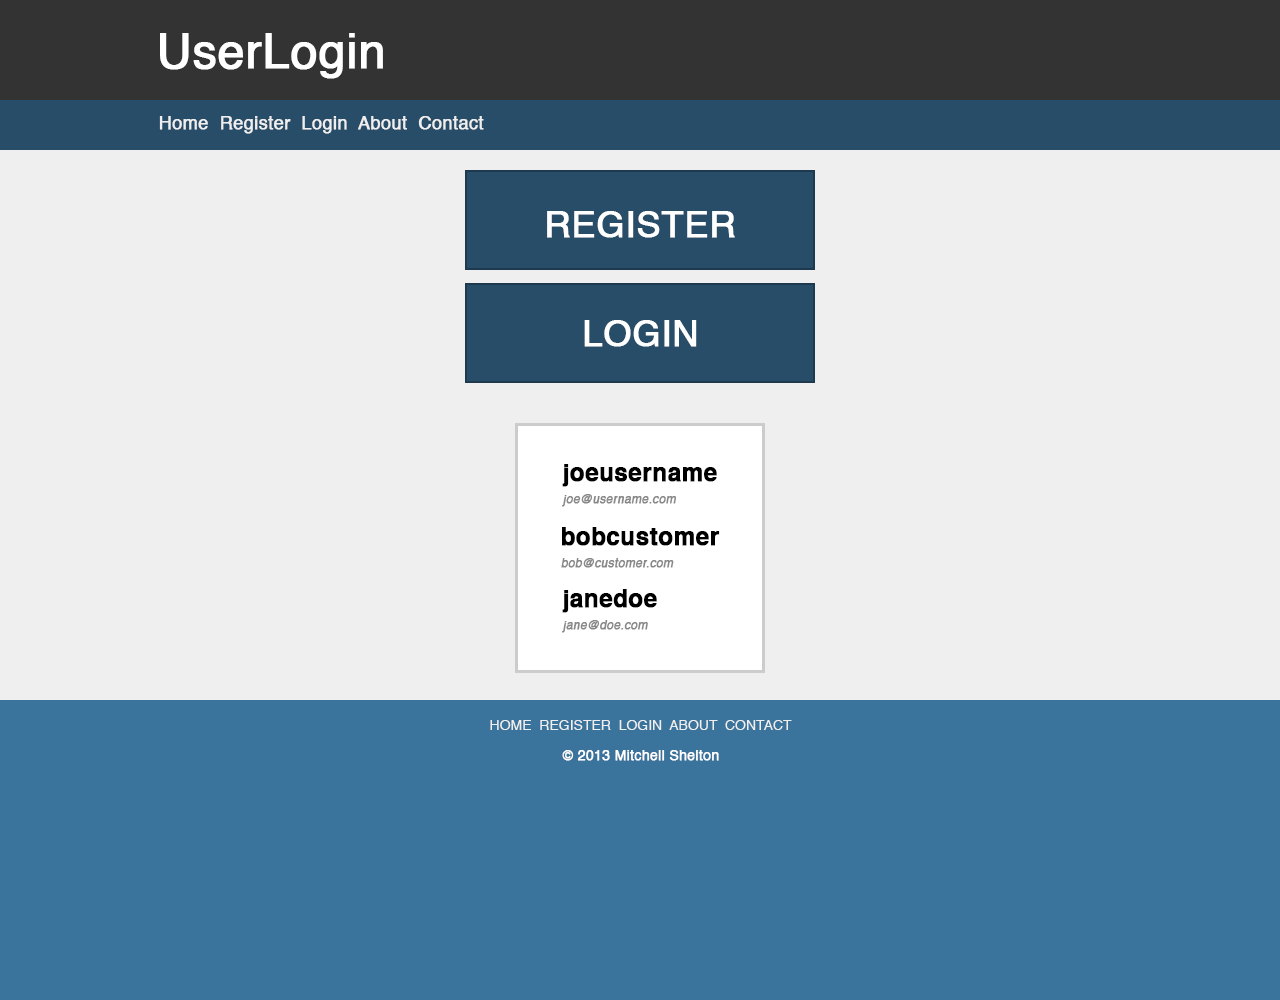 UserLogin
Home Register Login About Contact
REGISTER
LOGIN
joeusername
joe@username.com
bobcustomer
bob@customer.com
janedoe
jane@doe.com
HOME REGISTER LOGIN ABOUT CONTACT
© 2013 Mitchell Shelton